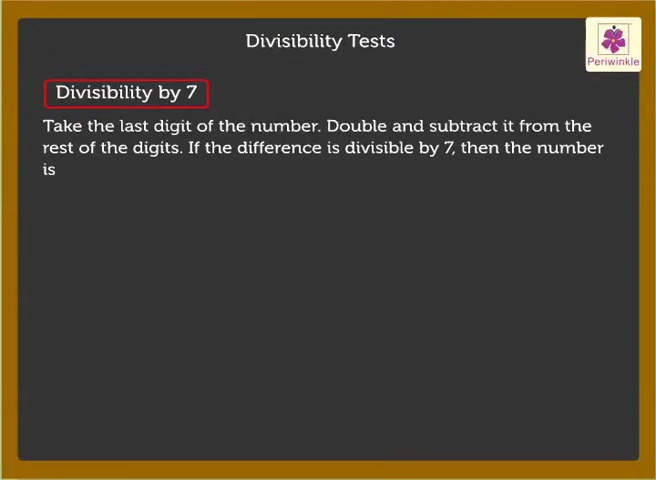 Divisibility Tests
Periwinkle
Divisibility by 7
Take the last digit of the number. Double and subtract it from the
rest of the digits. If the difference is divisible by 7, then the number
is